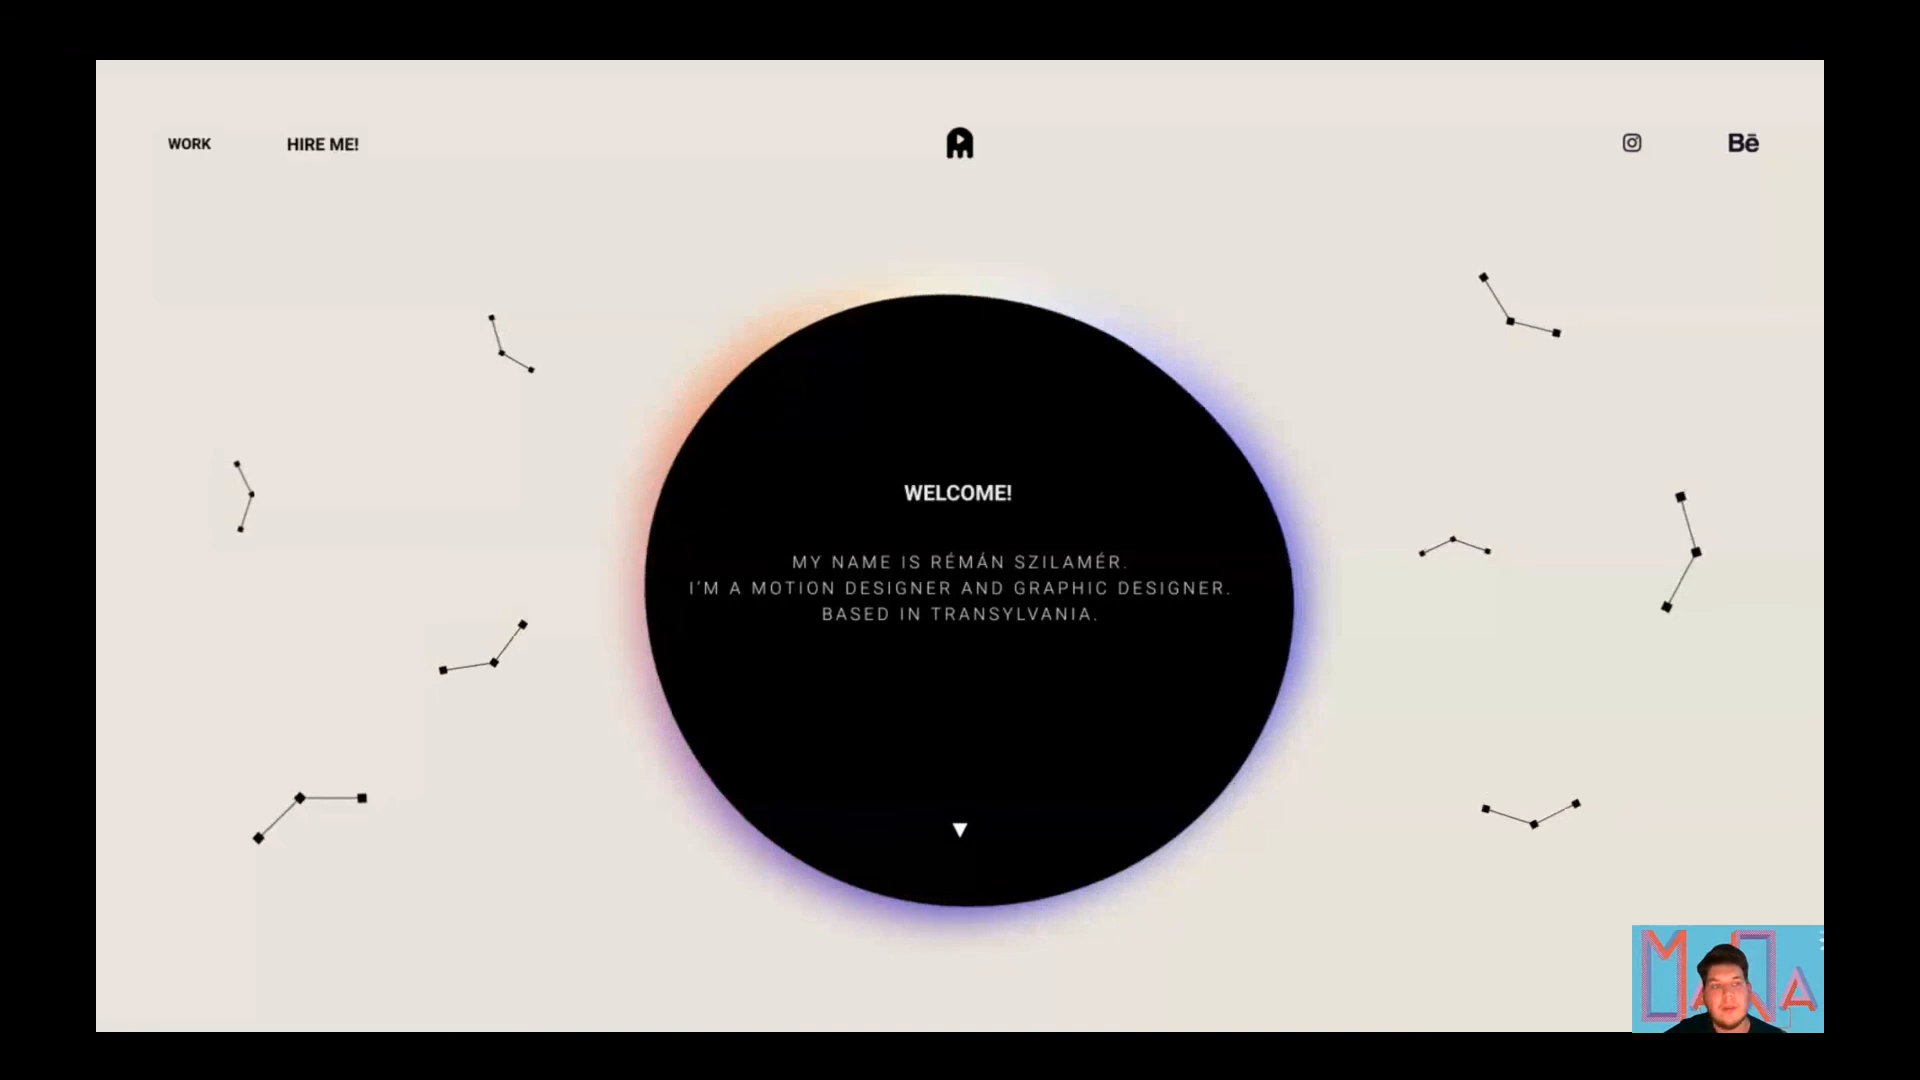 WORK
HIRE ME!
Bē
WELCOME!
MY NAME IS RÉMÁN SZILAMÉR.
I'M A MOTION DESIGNER AND GRAPHIC DESIGNER.
BASED IN TRANSYLVANIA.